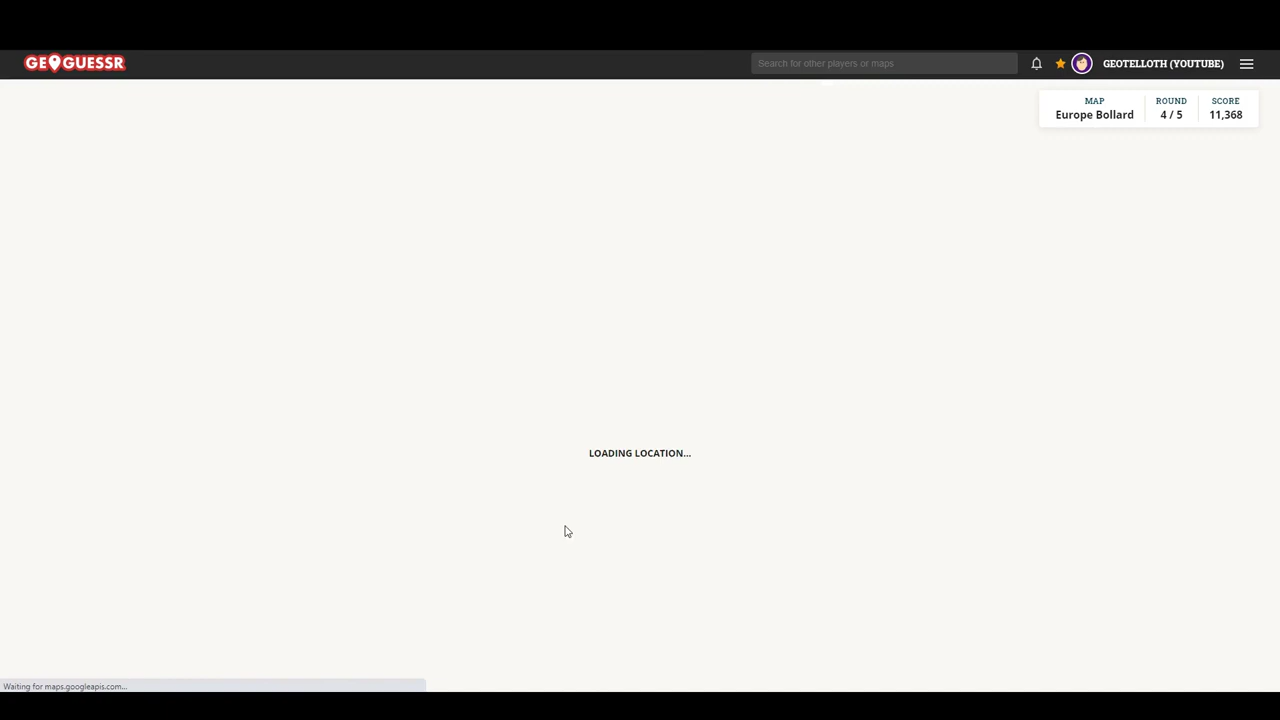 GEOGUESSR
Search for other players or maps
GEOTELLOTH (YOUTUBE)
MAP ROUND SCORE
Europe Bollard 4 / 5 11,368
LOADING LOCATION...
Waiting for maps.googleapis.com...